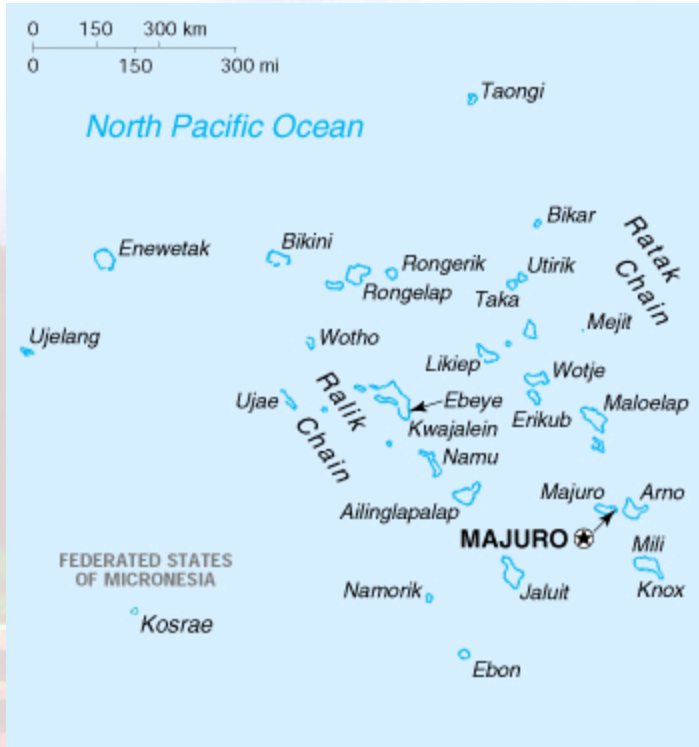 0 150 300 km
0 150 300 mi
Taongi
North Pacific Ocean
Bikar
Ratak
Chain
Enewetak
Bikini
Rongerik
Utirik
Rongelap
Taka
Mejit
Ujelang
Wotho
Likiep
Wotje
Ralik
Chain
Ujae
Ebeye
Maloelap
Erikub
Kwajalein
Namu
Majuro
Arno
Ailinglapalap
MAJURO
Mili
FEDERATED STATES
OF MICRONESIA
Namorik
Jaluit
Knox
Kosrae
Ebon